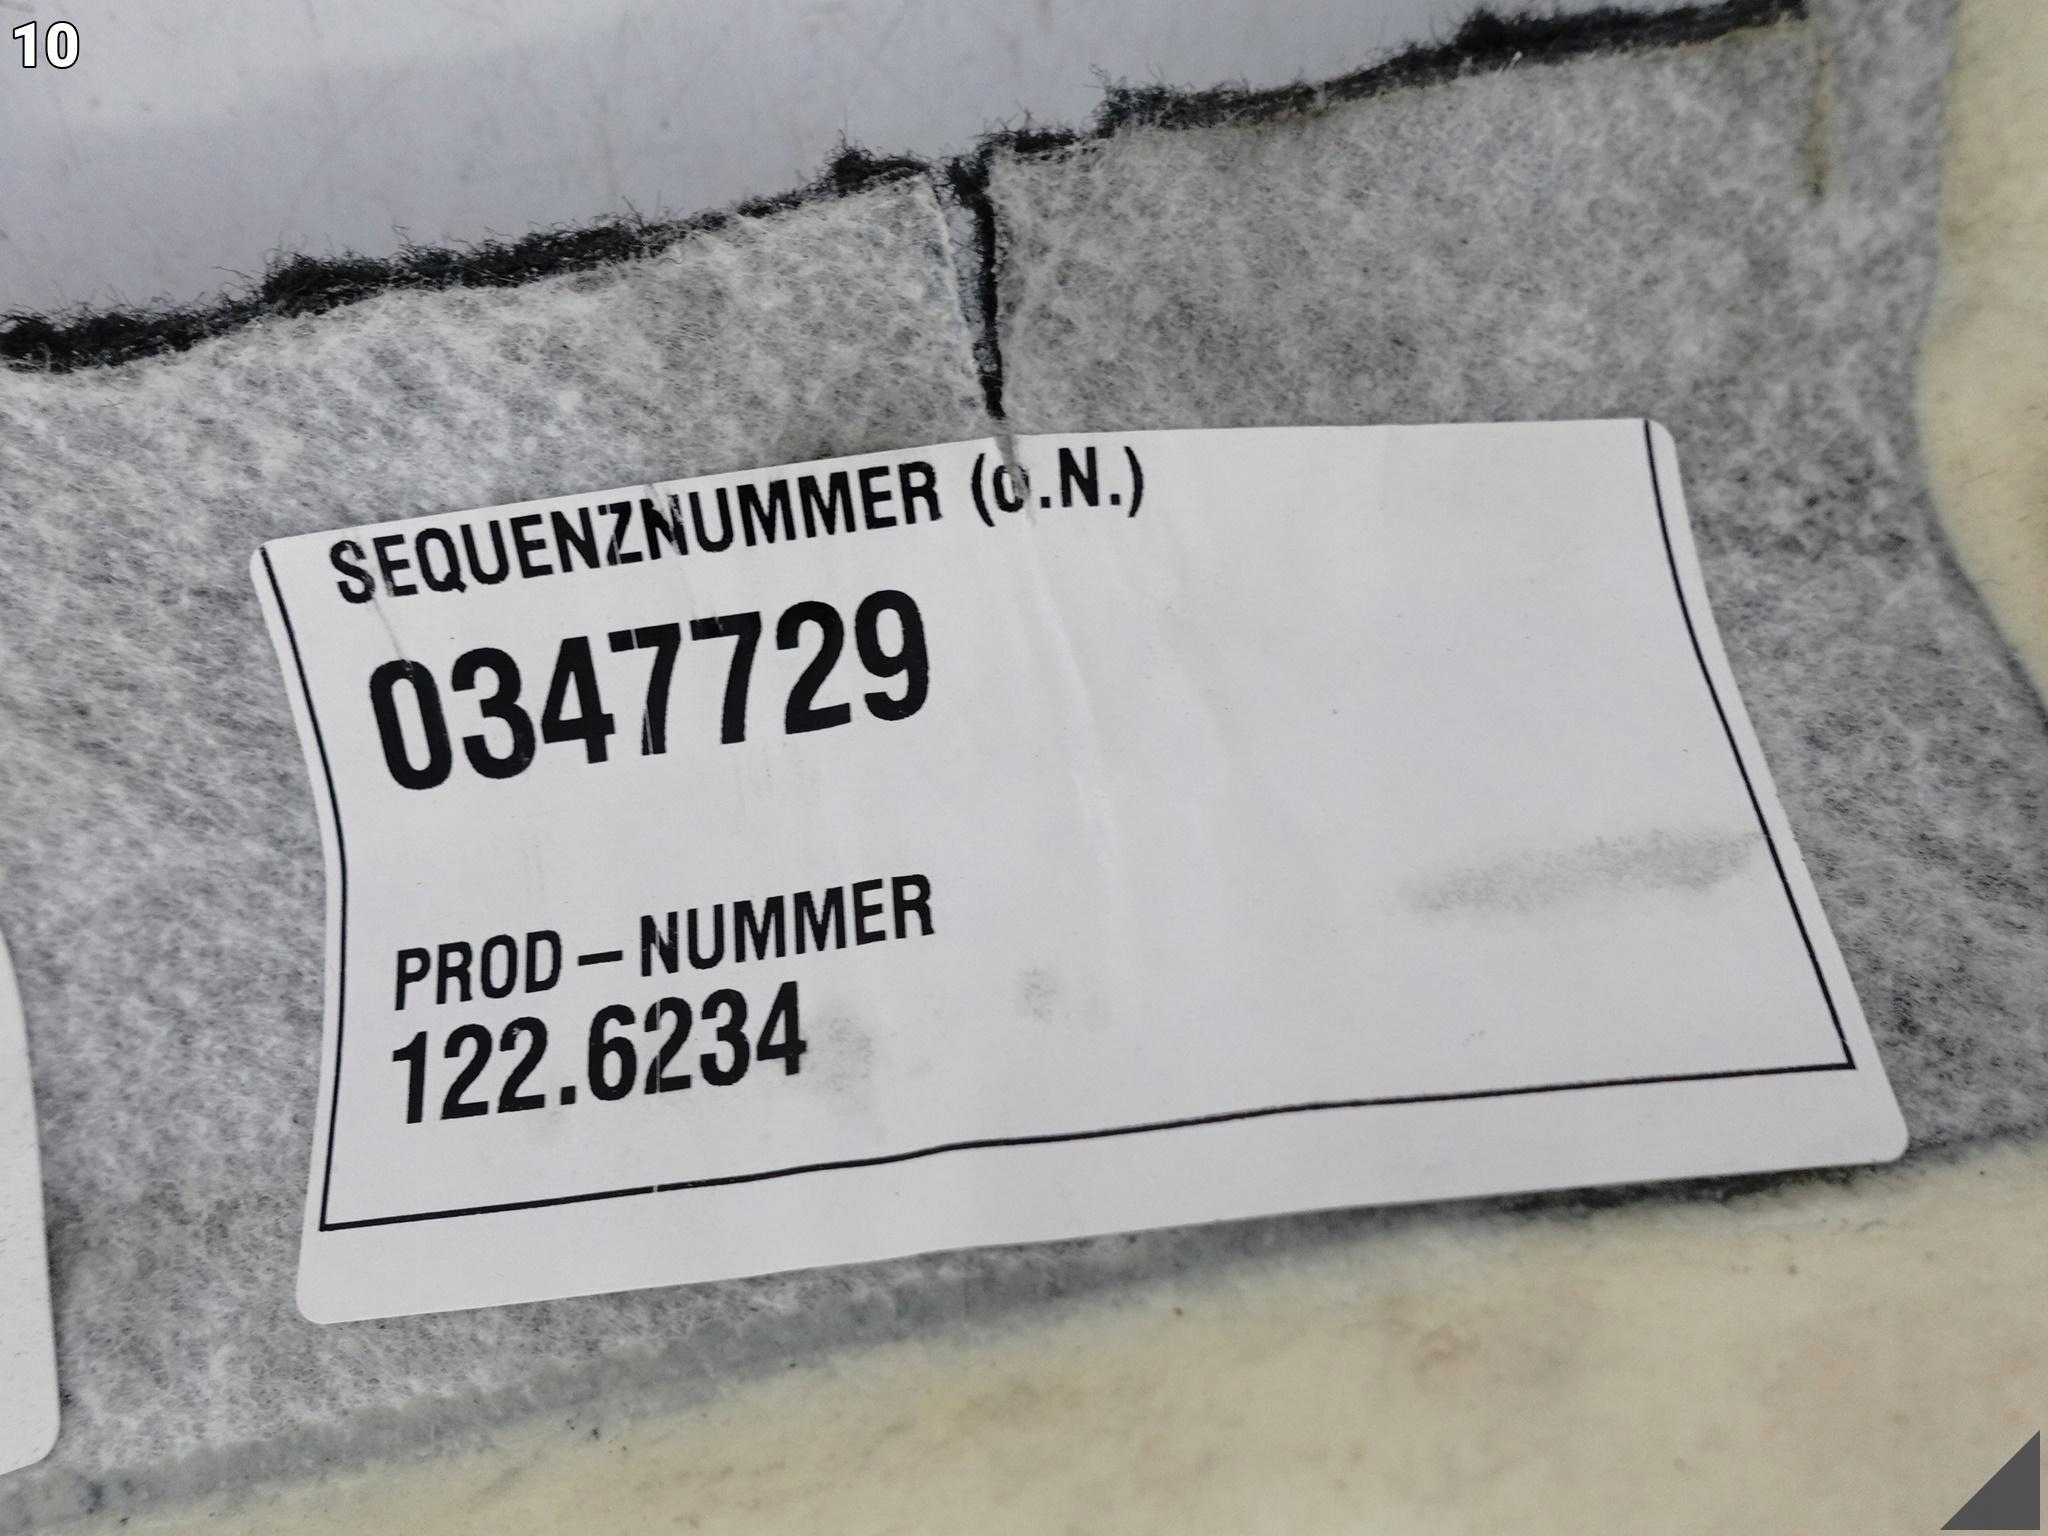 10
SEQUENZNUMMER (o.N.)
0347729
PROD-NUMMER
122.6234